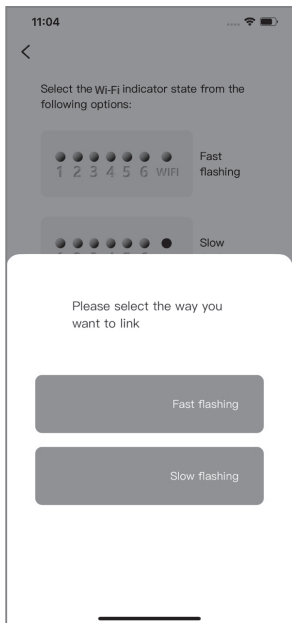 11:04
Select the Wi-Fi indicator state from the
following options:
1 2 3 4 5 6 WIFI
Fast
flashing
Slow
Please select the way you
want to link
Fast flashing
Slow flashing